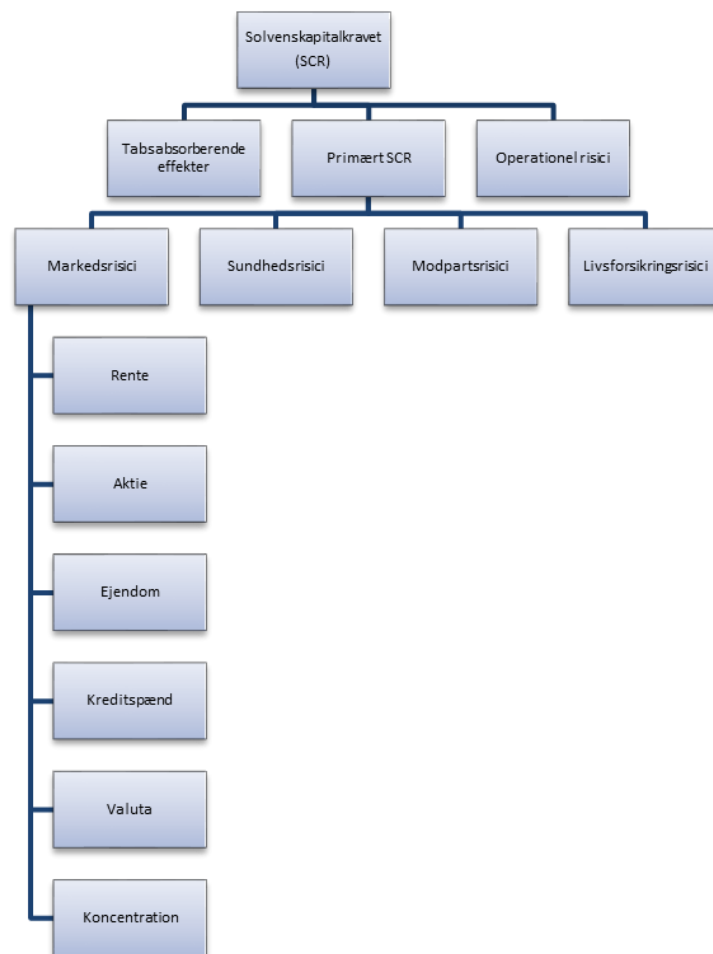 Solvenskapitalkravet
(SCR)
Tabsabsorberende
effekter
Primært SCR
Operationel risici
Markedsrisici
Sundhedsrisici
Modpartsrisici
Livsforsikringsrisici
Rente
Aktie
Ejendom
Kreditspænd
Valuta
Koncentration